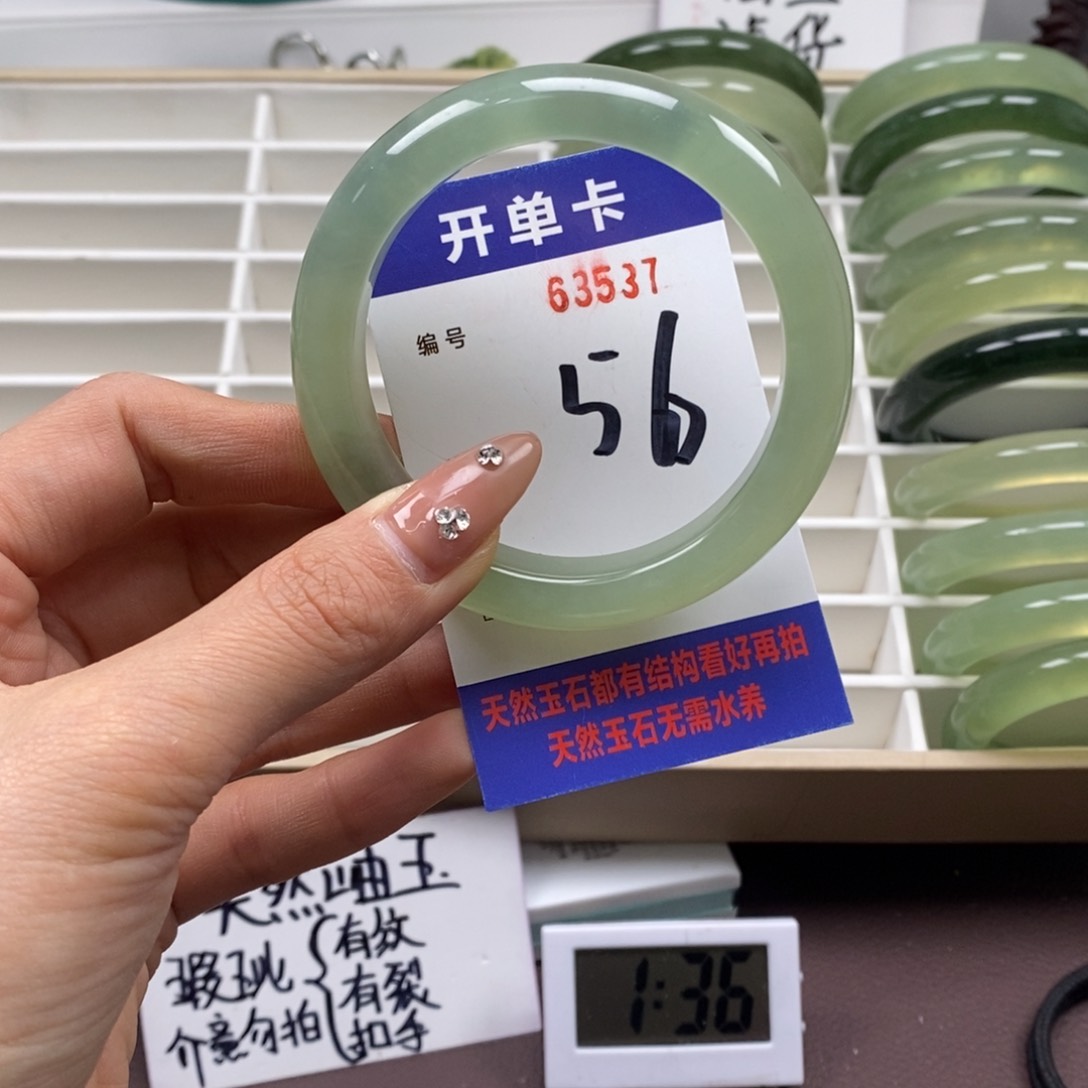 开单卡
63537
编号
56
天然玉石都有结构看好再拍
天然玉石无需水养
天然岫玉
瑕玼
介意勿拍
有纹
有裂
扣手
1:36